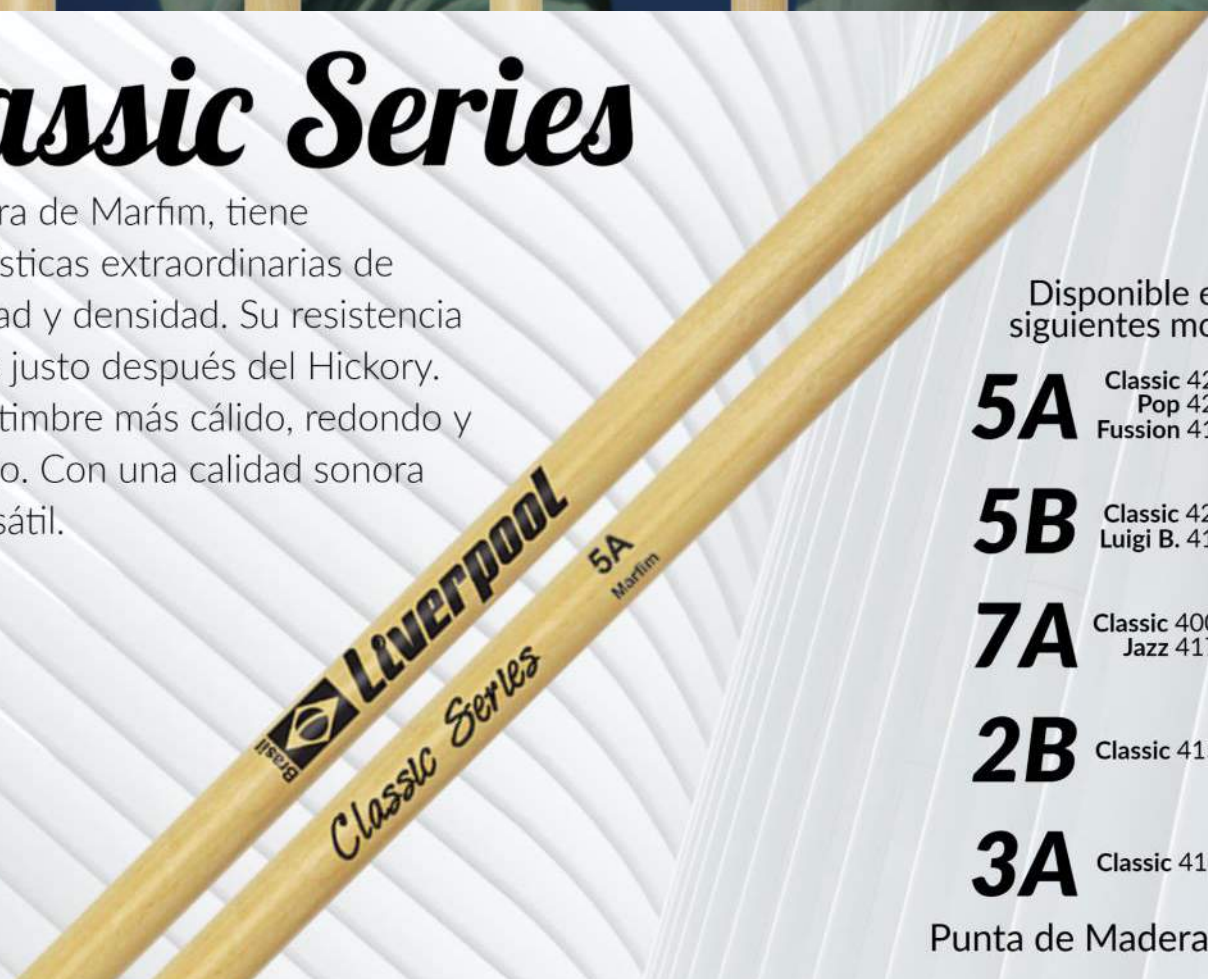 assic Series
ra de Marfim, tiene
sticas extraordinarias de
ad y densidad. Su resistencia
justo después del Hickory.
timbre más cálido, redondo y
o. Con una calidad sonora
sátil.
Liverpool
Brasil
5A
Marfim
Classic Series
Disponible e
siguientes mo
5A
Classic 42
Pop 42
Fussion 41
5B
Classic 42
Luigi B. 41
7A
Classic 400
Jazz 417
2B
Classic 41
3A
Classic 41
Punta de Madera